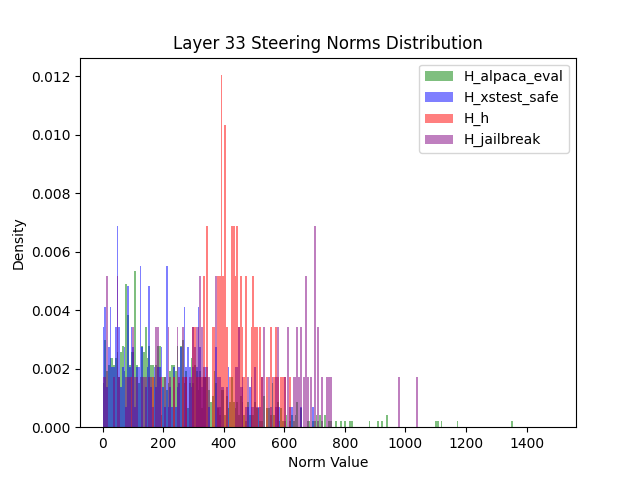 Layer 33 Steering Norms Distribution
H_alpaca_eval
H_xstest_safe
H_h
H_jailbreak
0.012
0.010
0.008
0.006
0.004
0.002
0.000
Density
0 200 400 600 800 1000 1200 1400
Norm Value